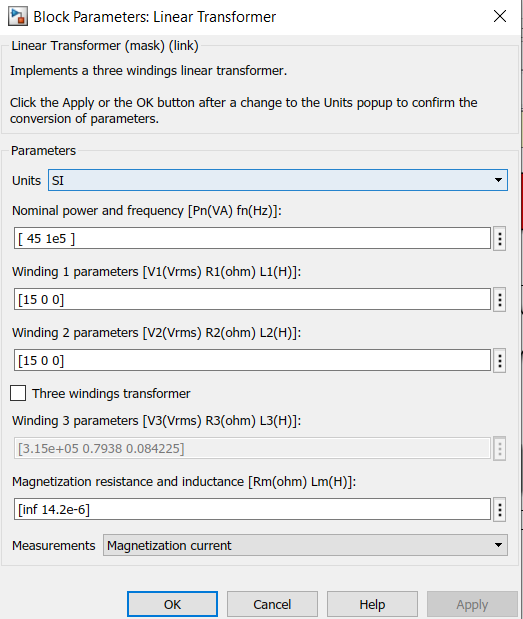 Block Parameters: Linear Transformer
Linear Transformer (mask) (link)
Implements a three windings linear transformer.
Click the Apply or the OK button after a change to the Units popup to confirm the
conversion of parameters.
Parameters
Units SI
Nominal power and frequency [Pn(VA) fn(Hz)]:
[ 45 1e5 ]
Winding 1 parameters [V1(Vrms) R1(ohm) L1(H)]:
[15 0 0]
Winding 2 parameters [V2(Vrms) R2(ohm) L2(H)]:
[15 0 0]
Three windings transformer
Winding 3 parameters [V3(Vrms) R3(ohm) L3(H)]:
[3.15e+05 0.7938 0.084225]
Magnetization resistance and inductance [Rm(ohm) Lm(H)]:
[inf 14.2e-6]
Measurements Magnetization current
OK Cancel Help Apply